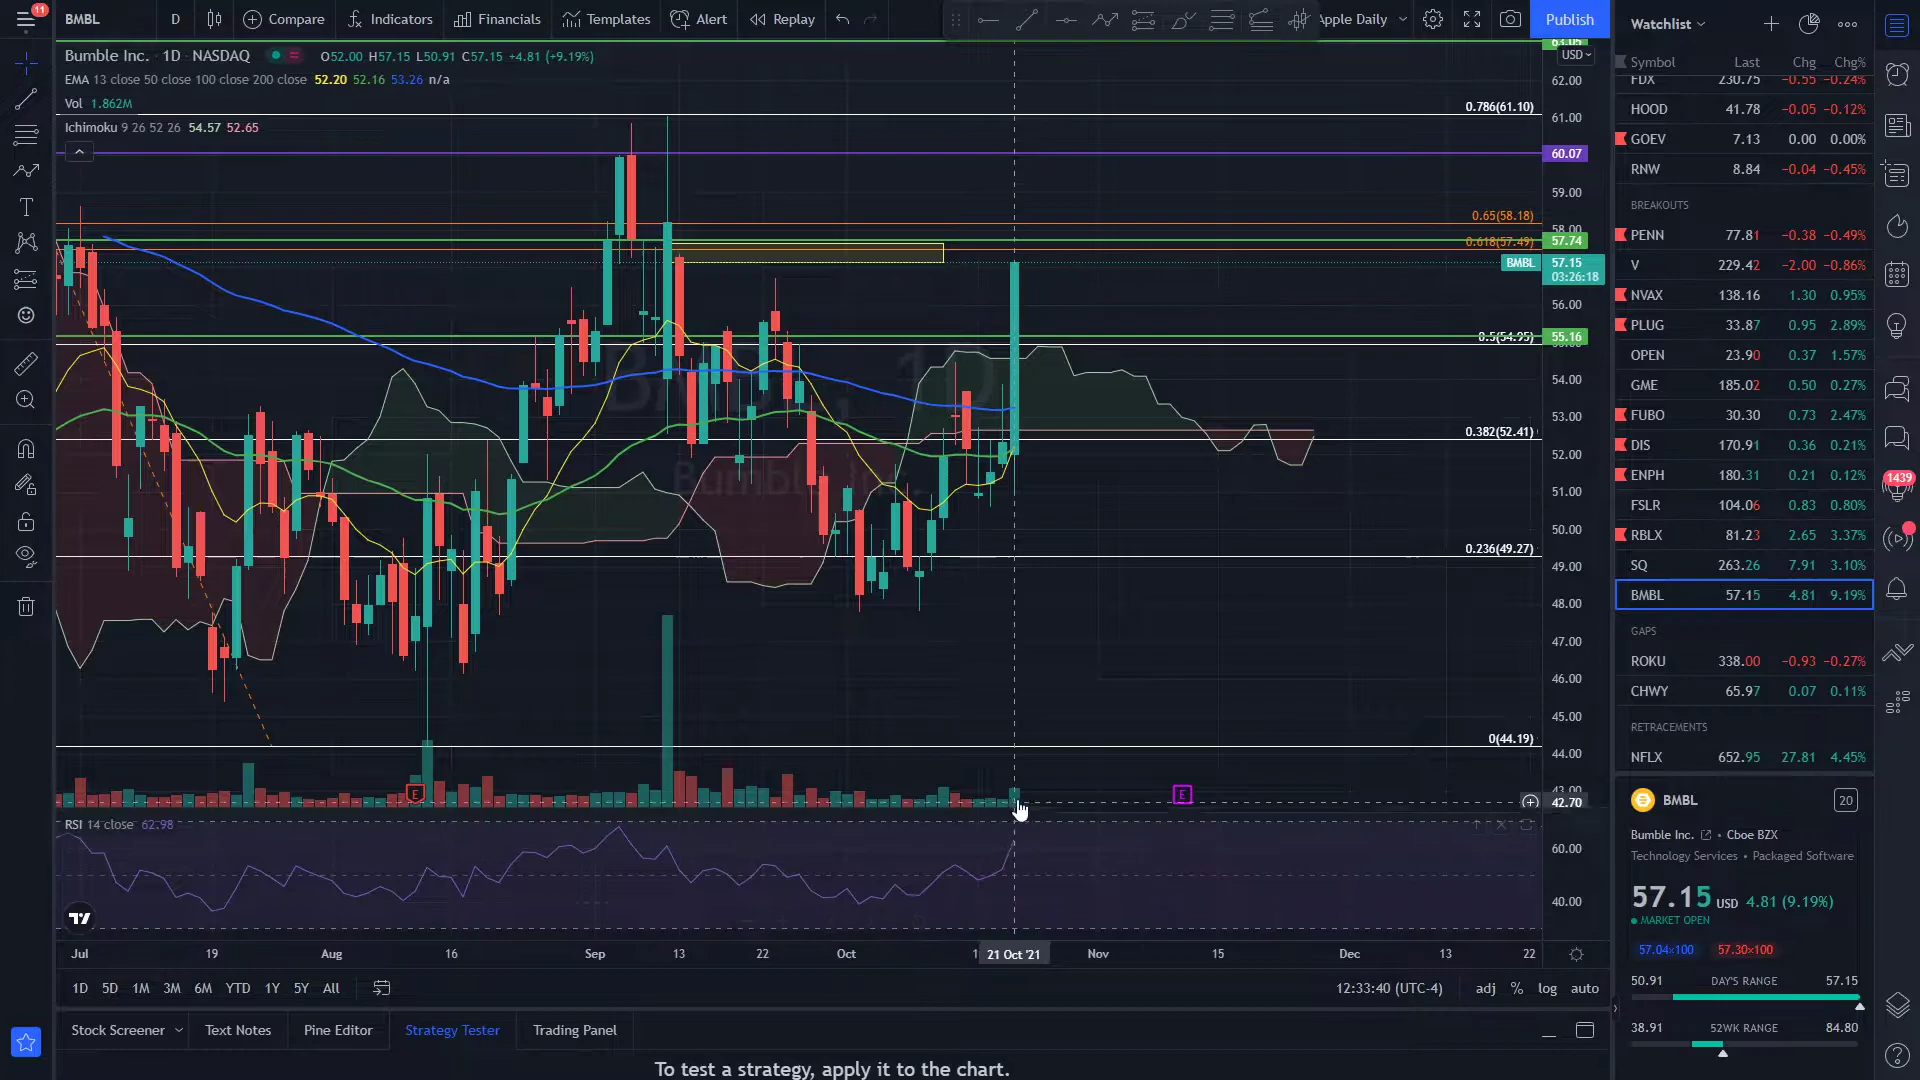 11
BMBL
D
Compare
Indicators
Financials
Templates
Alert
Replay
Apple Daily
Publish
Bumble Inc. · 1D · NASDAQ
O52.00 H57.15 L50.91 C57.15 +4.81 (+9.19%)
EMA 13 close 50 close 100 close 200 close 52.20 52.16 53.26 n/a
Vol 1.862M
Ichimoku 9 26 52 26 54.57 52.65
63.05
USD
62.00
0.786(61.10)
61.00
60.07
59.00
0.65(58.18)
58.00
0.618(57.49)
57.74
BMBL
57.15
03:26:18
56.00
55.16
0.5(54.95)
54.00
53.00
0.382(52.41)
52.00
51.00
50.00
0.236(49.27)
49.00
48.00
47.00
46.00
45.00
0(44.19)
44.00
43.00
42.70
E
E
RSI 14 close 62.98
60.00
40.00
Jul
19
Aug
16
Sep
13
22
Oct
21 Oct '21
Nov
15
Dec
13
22
1D 5D 1M 3M 6M YTD 1Y 5Y All
12:33:40 (UTC-4)
adj % log auto
Stock Screener
Text Notes
Pine Editor
Strategy Tester
Trading Panel
To test a strategy, apply it to the chart.
Watchlist
Symbol Last Chg Chg%
FDX 230.75 −0.55 −0.24%
HOOD 41.78 −0.05 −0.12%
GOEV 7.13 0.00 0.00%
RNW 8.84 −0.04 −0.45%
BREAKOUTS
PENN 77.81 −0.38 −0.49%
V 229.42 −2.00 −0.86%
NVAX 138.16 1.30 0.95%
PLUG 33.87 0.95 2.89%
OPEN 23.90 0.37 1.57%
GME 185.02 0.50 0.27%
FUBO 30.30 0.73 2.47%
DIS 170.91 0.36 0.21%
ENPH 180.31 0.21 0.12%
FSLR 104.06 0.83 0.80%
RBLX 81.23 2.65 3.37%
SQ 263.26 7.91 3.10%
BMBL 57.15 4.81 9.19%
GAPS
ROKU 338.00 −0.93 −0.27%
CHWY 65.97 0.07 0.11%
RETRACEMENTS
NFLX 652.95 27.81 4.45%
BMBL
20
Bumble Inc. • Cboe BZX
Technology Services • Packaged Software
57.15 USD 4.81 (9.19%)
MARKET OPEN
57.04×100 57.30×100
50.91 DAY'S RANGE 57.15
38.91 52WK RANGE 84.80
1439